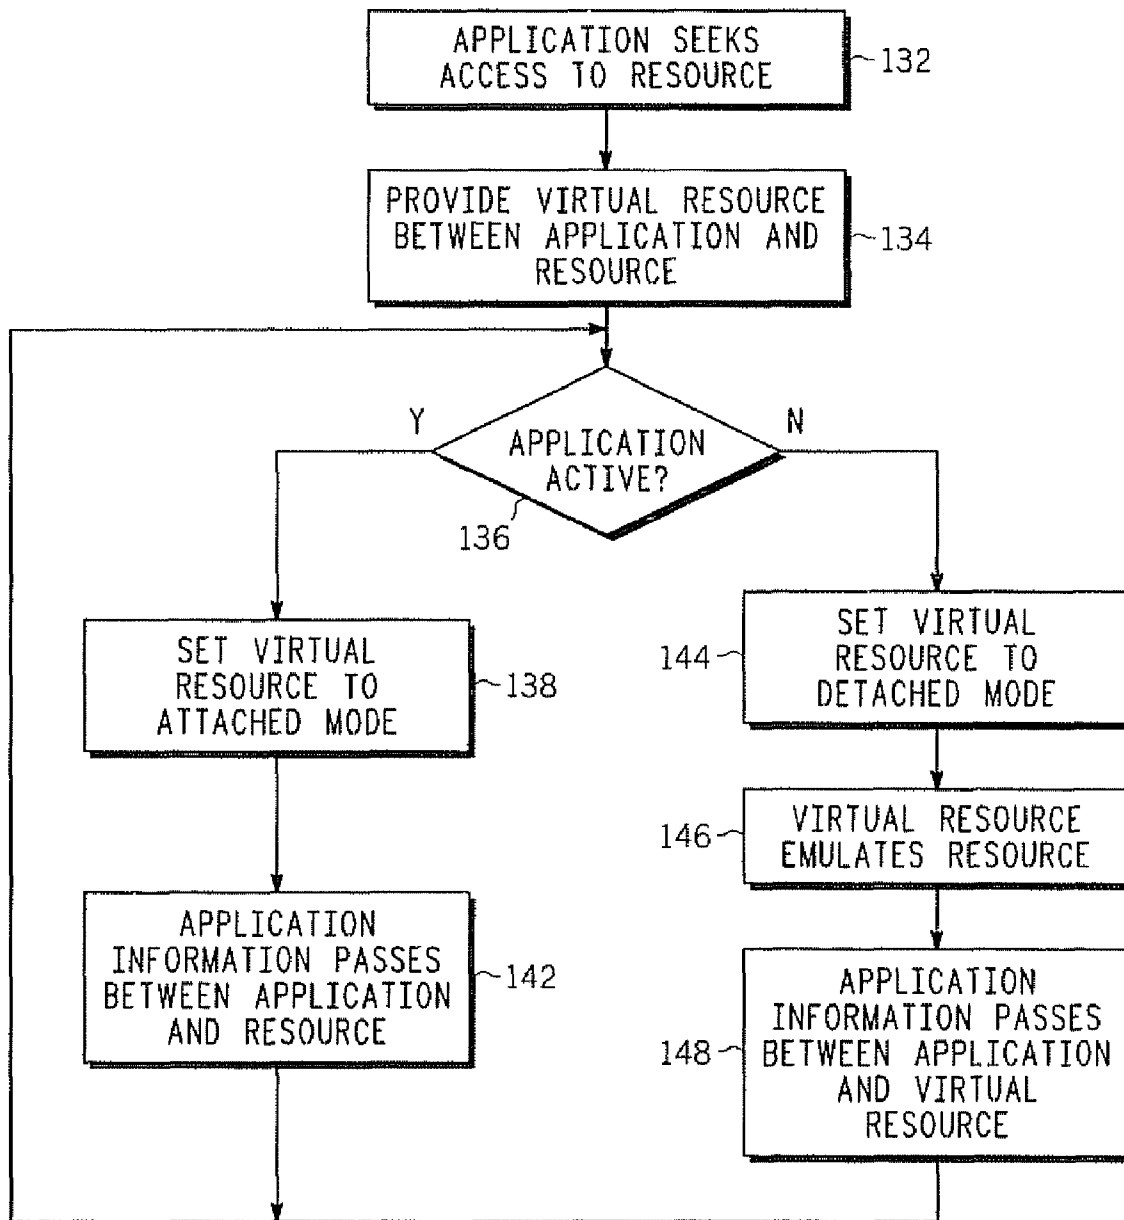 APPLICATION SEEKS
ACCESS TO RESOURCE
132
PROVIDE VIRTUAL RESOURCE
BETWEEN APPLICATION AND
RESOURCE
134
Y
N
APPLICATION
ACTIVE?
136
SET VIRTUAL
RESOURCE TO
ATTACHED MODE
138
144
SET VIRTUAL
RESOURCE TO
DETACHED MODE
146
VIRTUAL RESOURCE
EMULATES RESOURCE
APPLICATION
INFORMATION PASSES
BETWEEN APPLICATION
AND RESOURCE
142
148
APPLICATION
INFORMATION PASSES
BETWEEN APPLICATION
AND VIRTUAL
RESOURCE